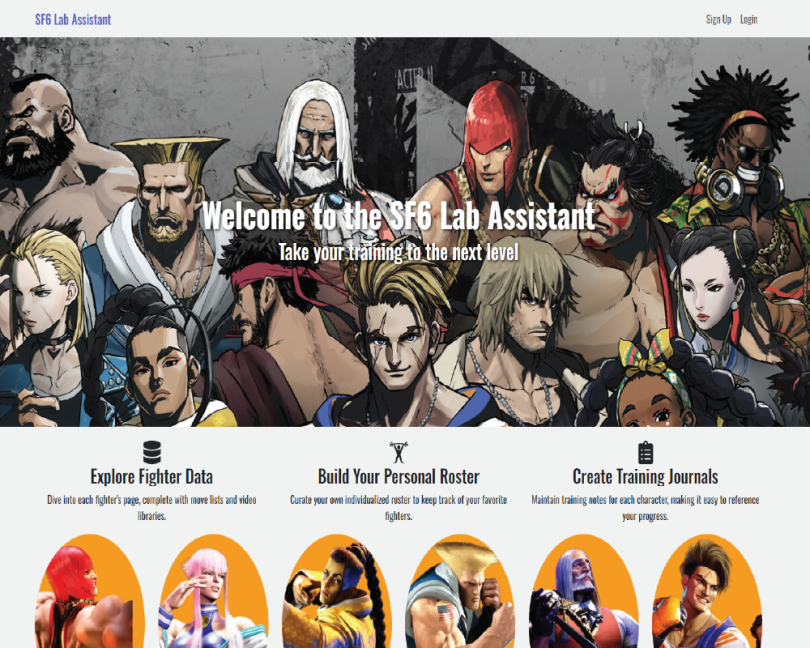 SF6 Lab Assistant
Sign Up Login
Welcome to the SF6 Lab Assistant
Take your training to the next level
Explore Fighter Data
Dive into each fighter's page, complete with move lists and video
libraries.
Build Your Personal Roster
Curate your own individualized roster to keep track of your favorite
fighters.
Create Training Journals
Maintain training notes for each character, making it easy to reference
your progress.